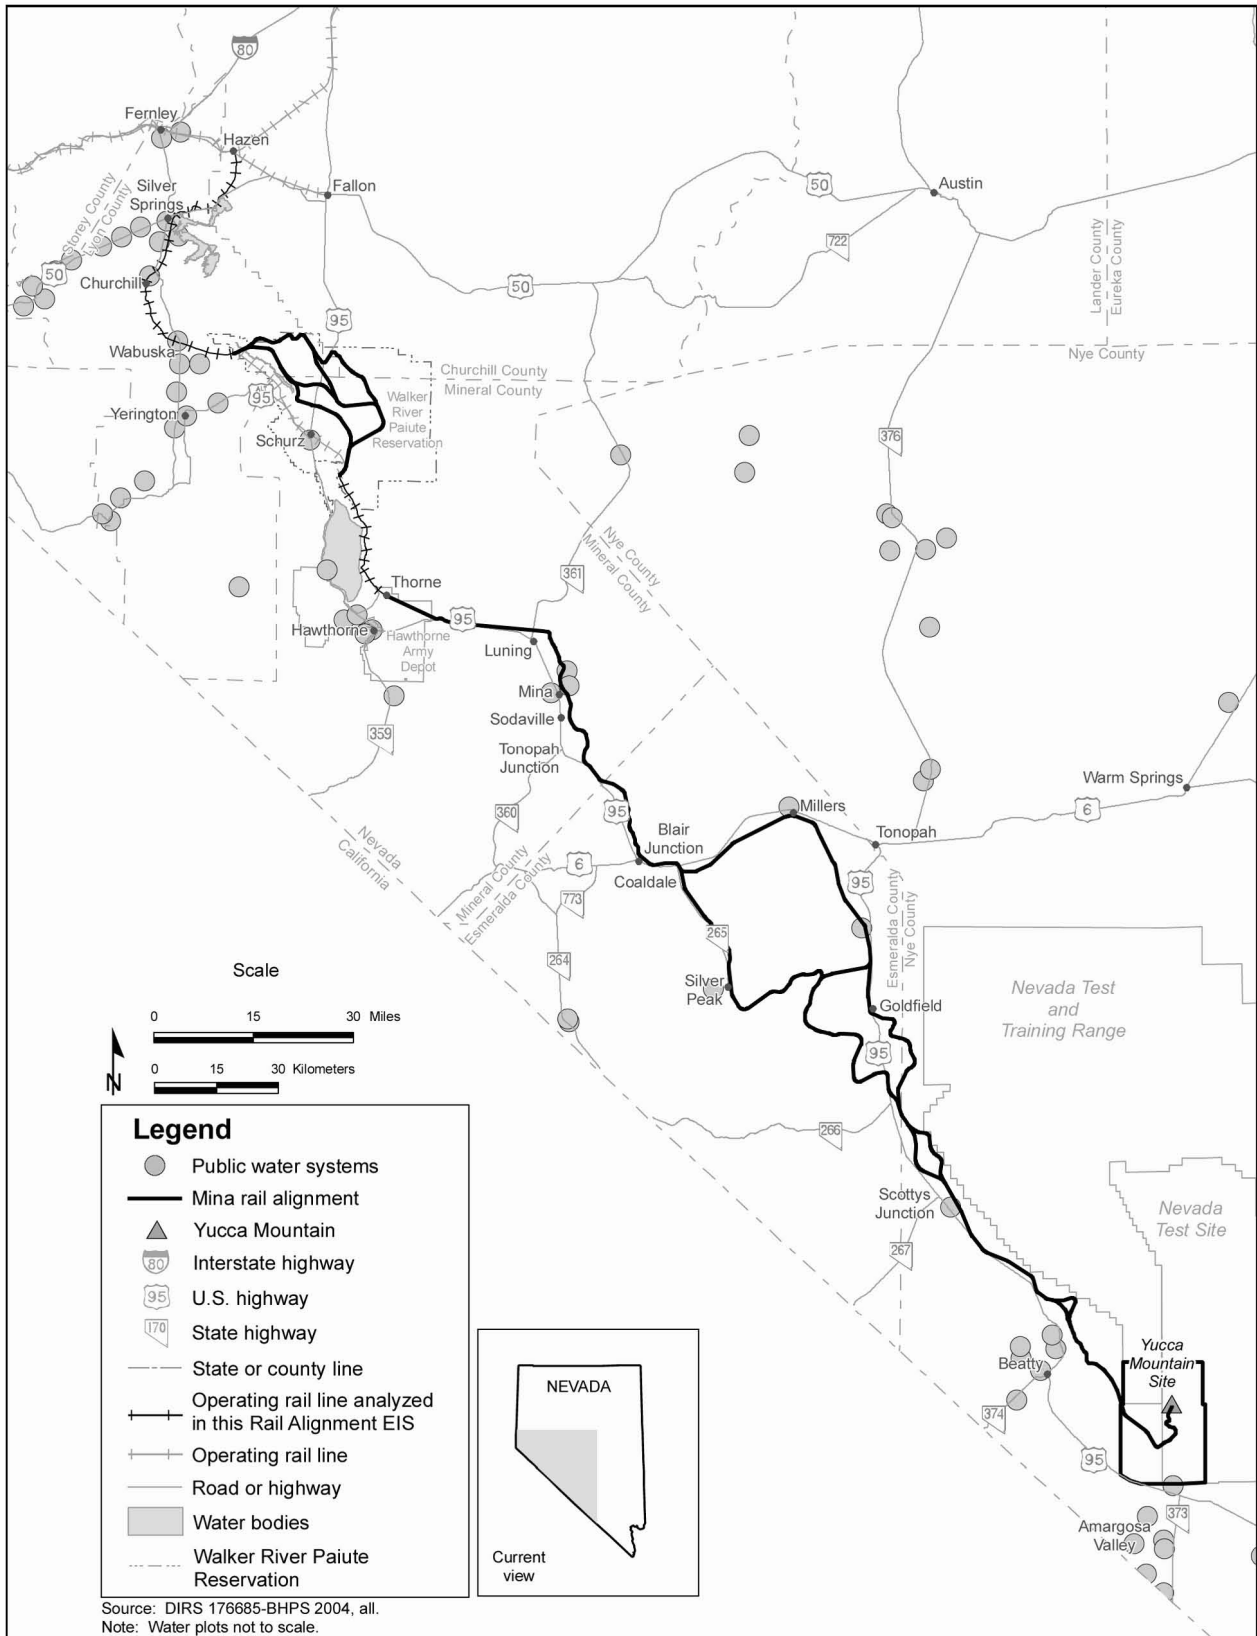 80
Fernley
Hazen
Fallon
Silver
Springs
Storey County
Lyon County
50
Churchill
Austin
50
722
50
Lander County
Eureka County
95
Wabuska
Nye County
Churchill County
Mineral County
ALT
95
Yerington
Walker
River
Paiute
Reservation
Schurz
376
Nye County
Mineral County
361
Thorne
95
Hawthorne
Hawthorne
Army
Depot
Luning
Mina
Sodaville
359
Tonopah
Junction
Warm Springs
360
95
Millers
6
Nevada
California
Blair
Junction
Tonopah
6
Coaldale
95
Mineral County
Esmeralda County
773
265
Esmeralda County
Nye County
264
Silver
Peak
Goldfield
Nevada Test
and
Training Range
95
266
Scale
0 15 30 Miles
0 15 30 Kilometers
N
Scottys
Junction
267
Nevada
Test Site
Yucca
Mountain
Site
Beatty
374
95
373
Amargosa
Valley
Legend
Public water systems
Mina rail alignment
Yucca Mountain
80 Interstate highway
95 U.S. highway
170 State highway
State or county line
Operating rail line analyzed
in this Rail Alignment EIS
Operating rail line
Road or highway
Water bodies
Walker River Paiute
Reservation
NEVADA
Current
view
Source: DIRS 176685-BHPS 2004, all.
Note: Water plots not to scale.